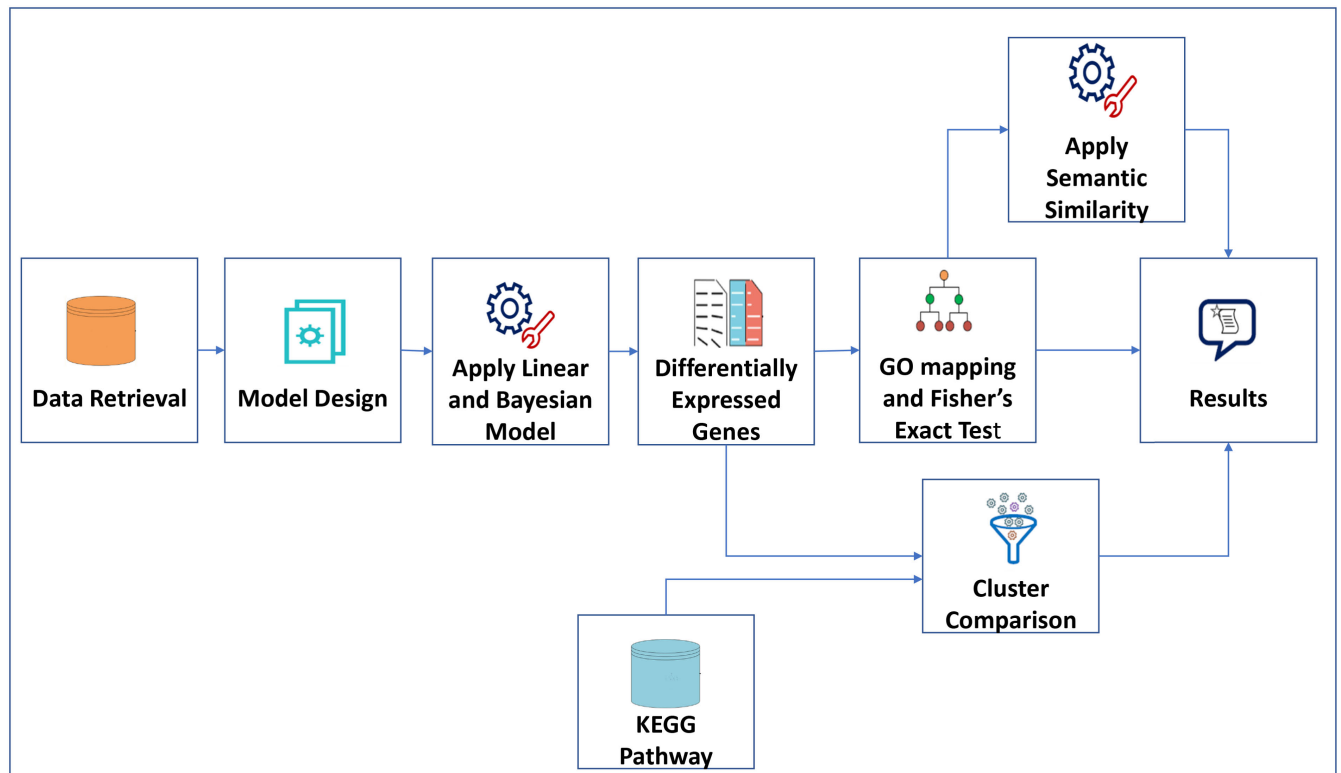 Apply
Semantic
Similarity
Data Retrieval
Model Design
Apply Linear
and Bayesian
Model
Differentially
Expressed
Genes
GO mapping
and Fisher's
Exact Test
Results
Cluster
Comparison
KEGG
Pathway